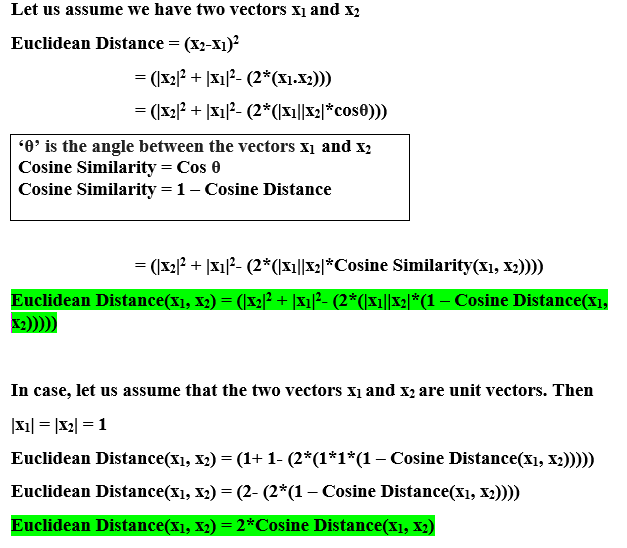 Let us assume we have two vectors x₁ and x₂
Euclidean Distance = (x₂-x₁)²
= (|x₂|² + |x₁|²- (2*(x₁.x₂)))
= (|x₂|² + |x₁|²- (2*(|x₁||x₂|*cosθ)))
‘θ’ is the angle between the vectors x₁ and x₂
Cosine Similarity = Cos θ
Cosine Similarity = 1 – Cosine Distance
= (|x₂|² + |x₁|²- (2*(|x₁||x₂|*Cosine Similarity(x₁, x₂))))
Euclidean Distance(x₁, x₂) = (|x₂|² + |x₁|²- (2*(|x₁||x₂|*(1 – Cosine Distance(x₁,
x₂)))))
In case, let us assume that the two vectors x₁ and x₂ are unit vectors. Then
|x₁| = |x₂| = 1
Euclidean Distance(x₁, x₂) = (1+ 1- (2*(1*1*(1 – Cosine Distance(x₁, x₂)))))
Euclidean Distance(x₁, x₂) = (2- (2*(1 – Cosine Distance(x₁, x₂))))
Euclidean Distance(x₁, x₂) = 2*Cosine Distance(x₁, x₂)